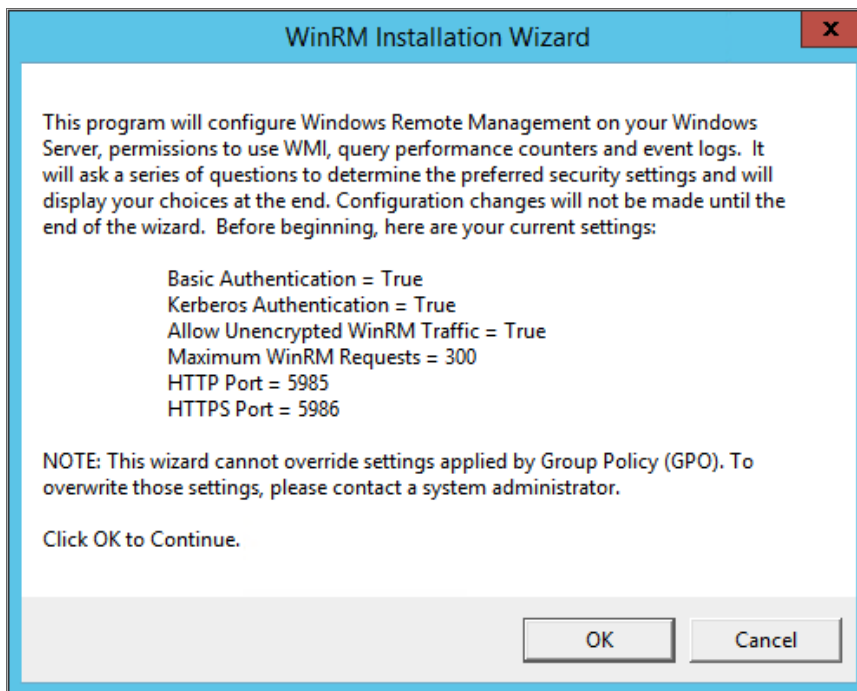 WinRM Installation Wizard
x
This program will configure Windows Remote Management on your Windows
Server, permissions to use WMI, query performance counters and event logs.  It
will ask a series of questions to determine the preferred security settings and will
display your choices at the end. Configuration changes will not be made until the
end of the wizard.  Before beginning, here are your current settings:
Basic Authentication = True
Kerberos Authentication = True
Allow Unencrypted WinRM Traffic = True
Maximum WinRM Requests = 300
HTTP Port = 5985
HTTPS Port = 5986
NOTE: This wizard cannot override settings applied by Group Policy (GPO). To
overwrite those settings, please contact a system administrator.
Click OK to Continue.
OK
Cancel